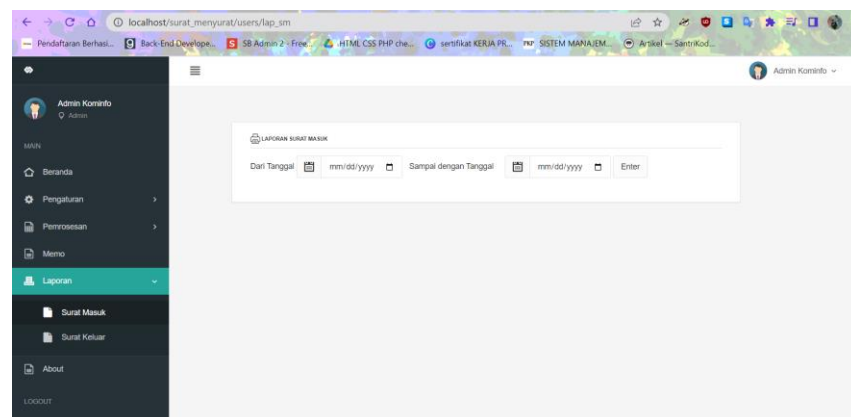 localhost/surat_menyurat/users/lap_sm
Pendaftaran Berhasi... Back-End Develope... SB Admin 2 - Free... HTML CSS PHP che... sertifikat KERJA PR... SISTEM MANAJEM... Artikel — SantriKod...
Admin Kominfo
Admin Kominfo
Admin
MAIN
Beranda
Pengaturan
Pemrosesan
Memo
Laporan
Surat Masuk
Surat Keluar
About
LOGOUT
LAPORAN SURAT MASUK
Dari Tanggal mm/dd/yyyy Sampai dengan Tanggal mm/dd/yyyy Enter